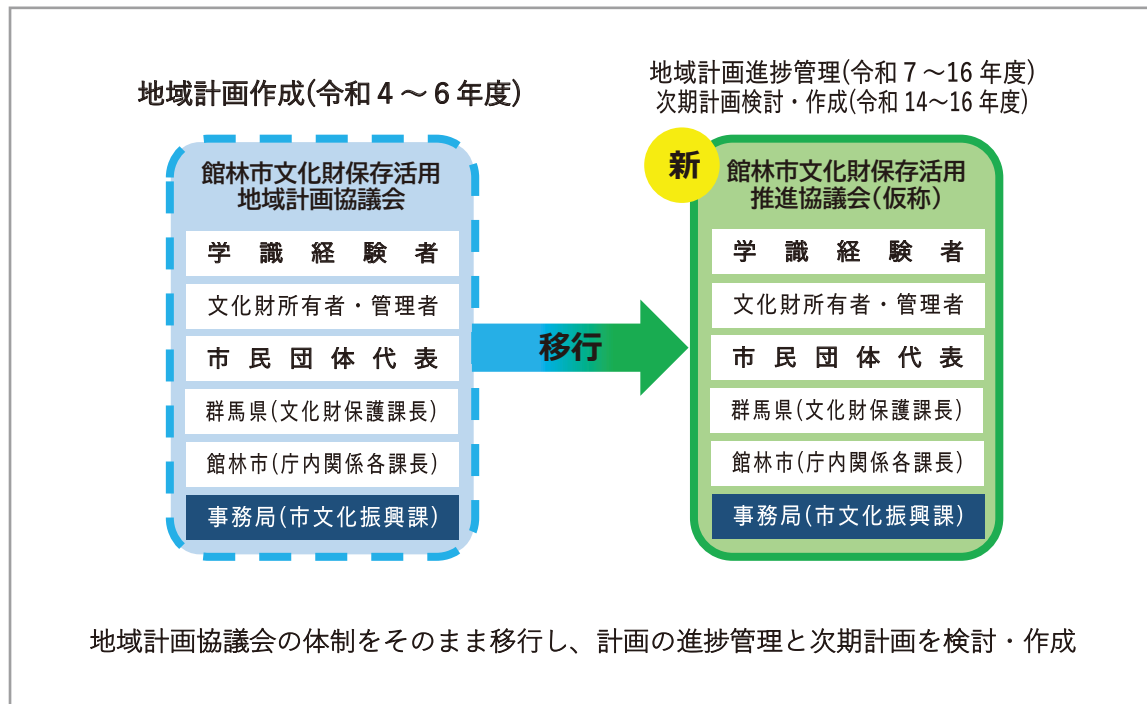 地域計画作成(令和4～6年度)
館林市文化財保存活用
地域計画協議会
学識経験者
文化財所有者・管理者
市民団体代表
群馬県(文化財保護課長)
館林市(庁内関係各課長)
事務局(市文化振興課)
移行
地域計画進捗管理(令和7～16年度)
次期計画検討・作成(令和14～16年度)
新
館林市文化財保存活用
推進協議会(仮称)
学識経験者
文化財所有者・管理者
市民団体代表
群馬県(文化財保護課長)
館林市(庁内関係各課長)
事務局(市文化振興課)
地域計画協議会の体制をそのまま移行し、計画の進捗管理と次期計画を検討・作成